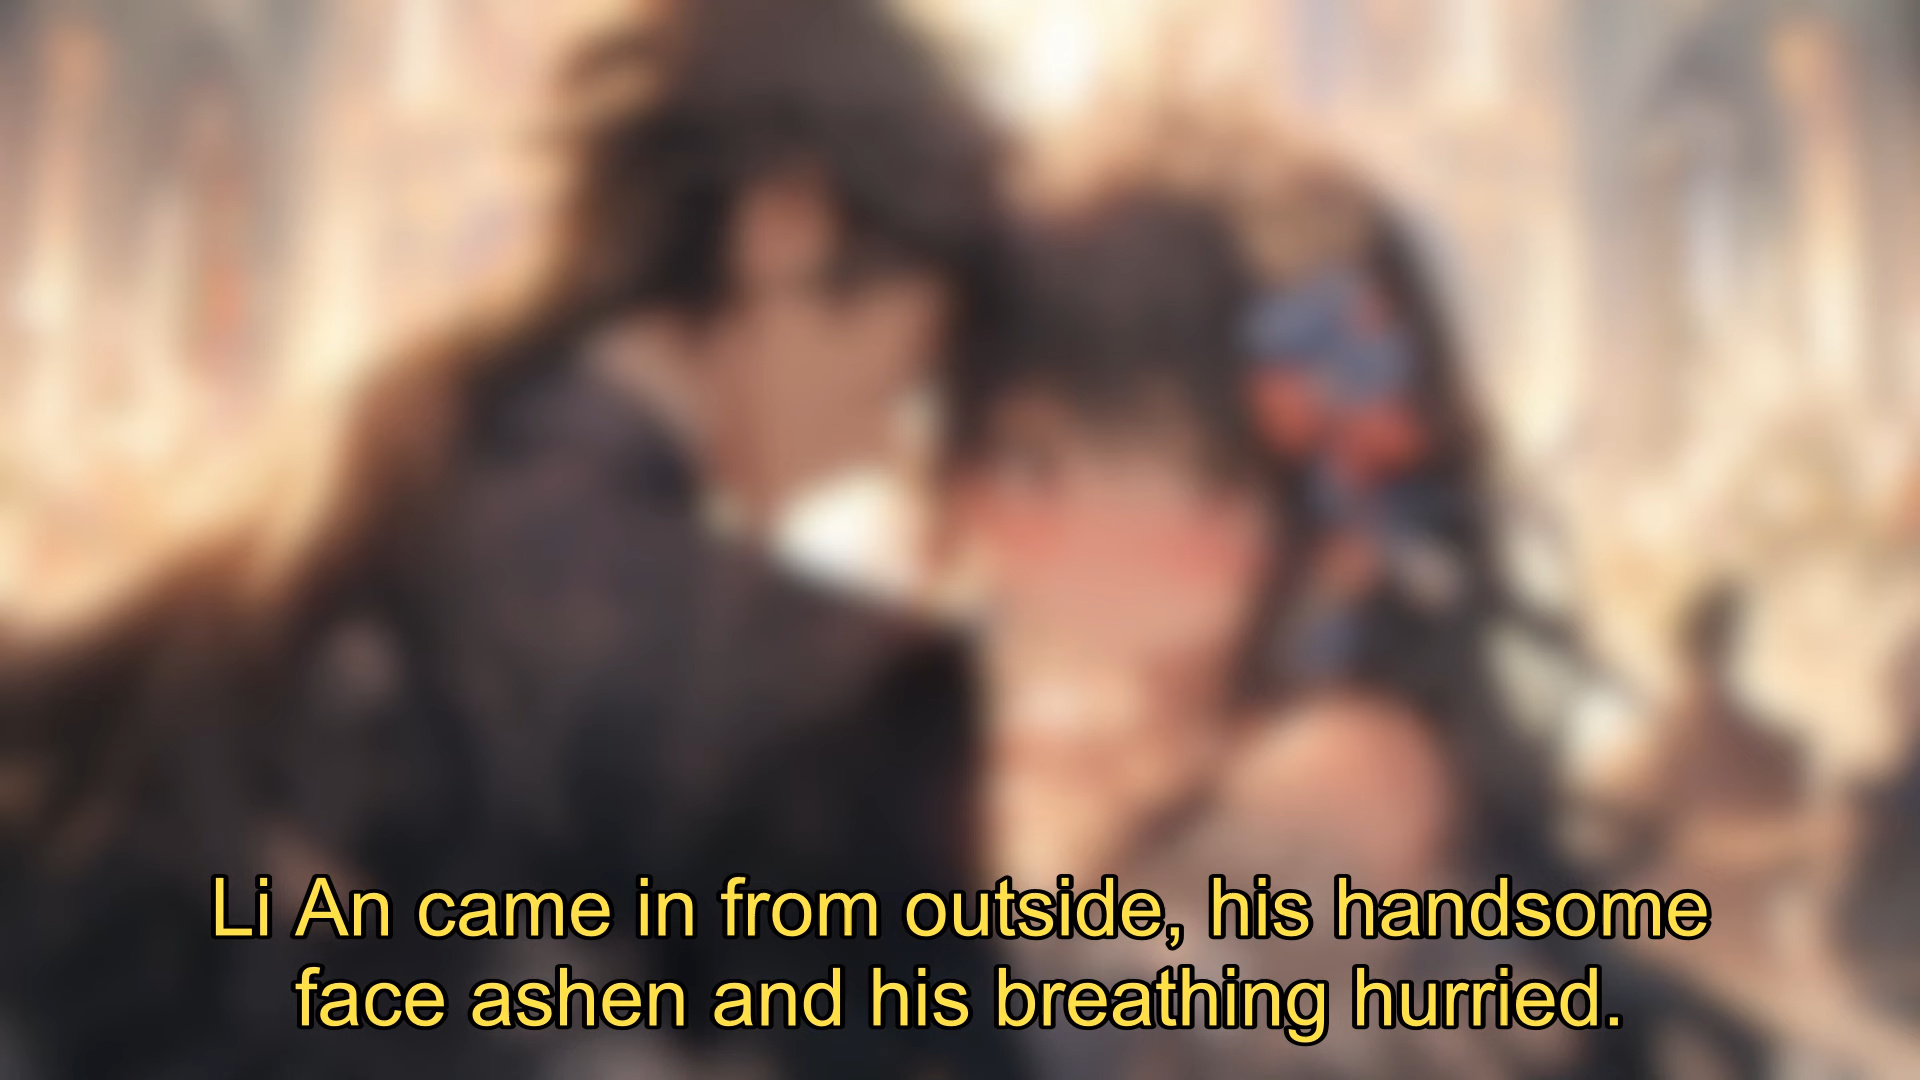 Li An came in from outside, his handsome
face ashen and his breathing hurried.